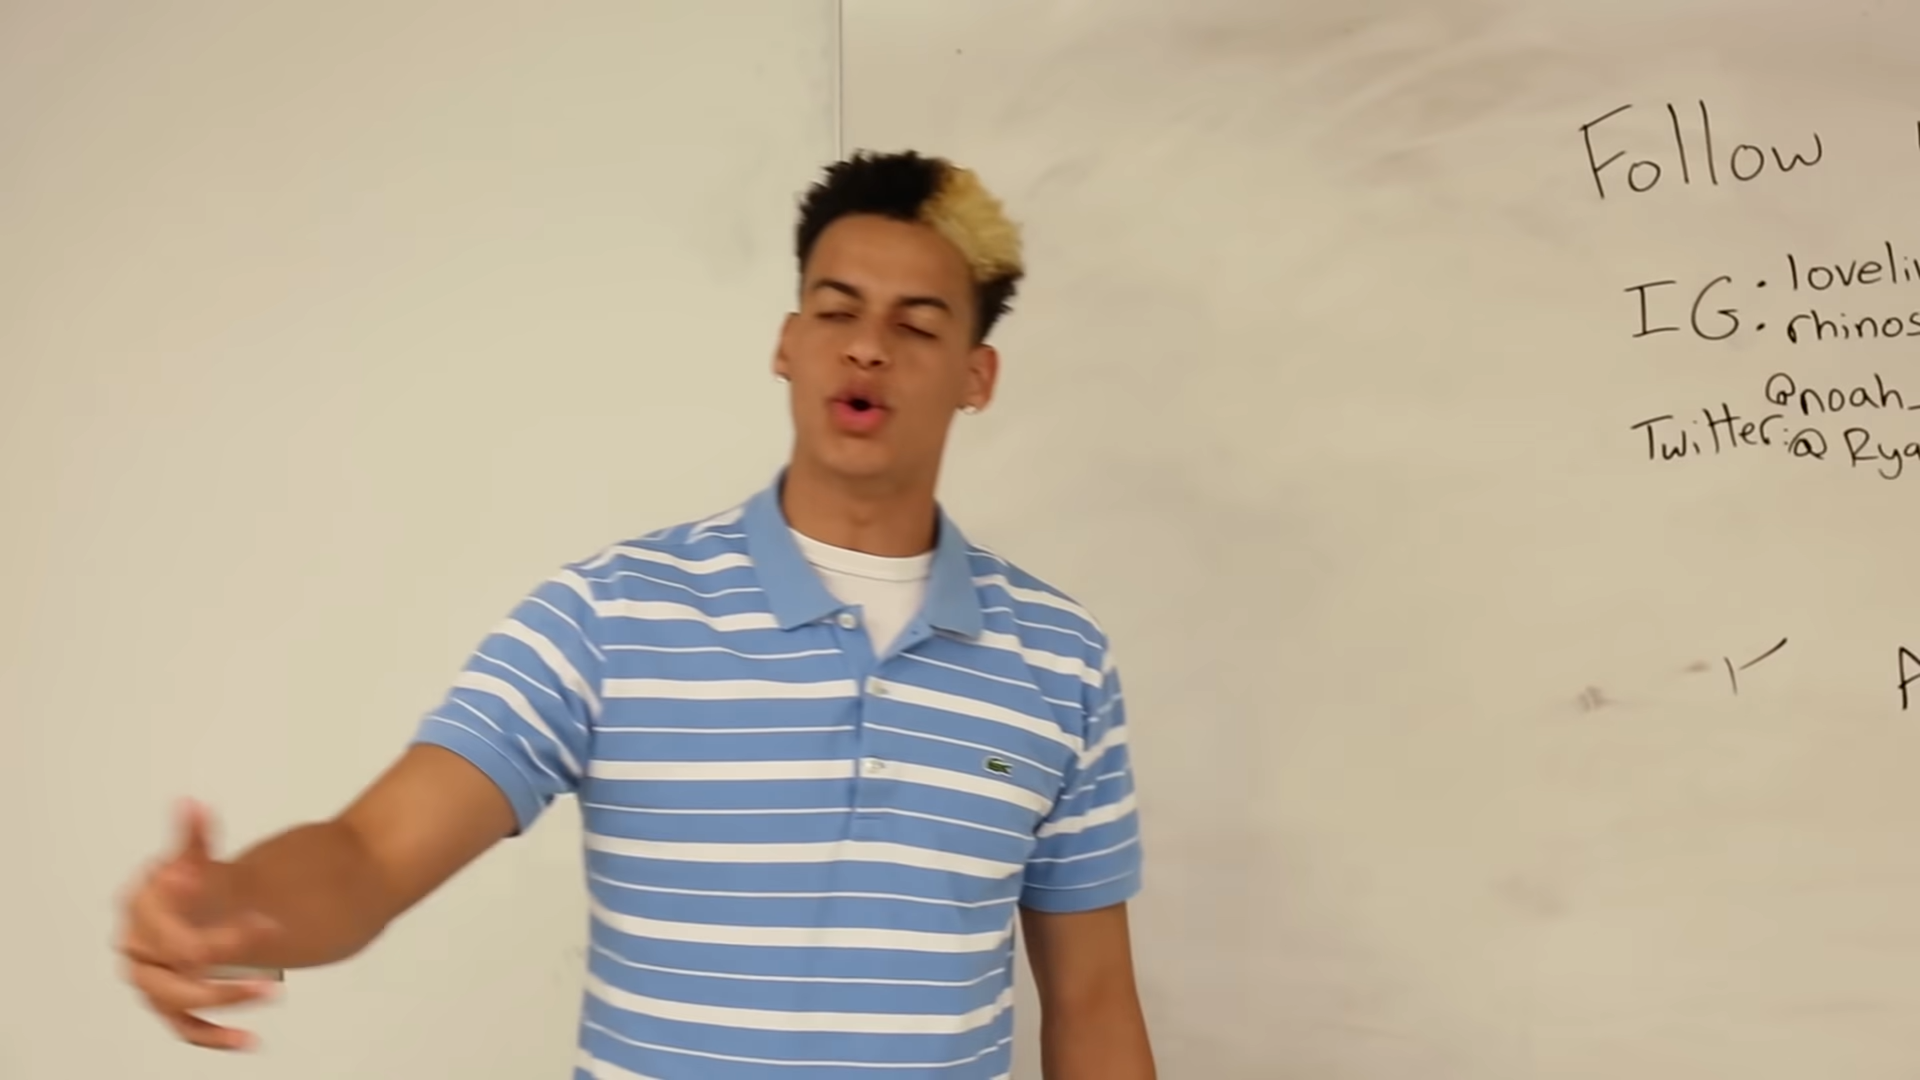 Follow
IG: loveli
rhinos
@noah_
Twitter: @Rya
A